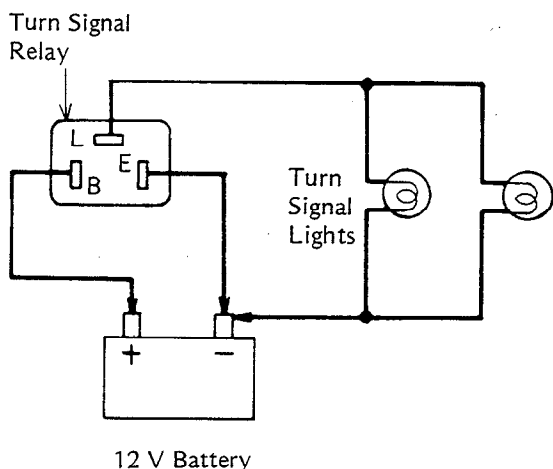 Turn Signal
Relay
L
E
B
Turn
Signal
Lights
+
−
12 V Battery